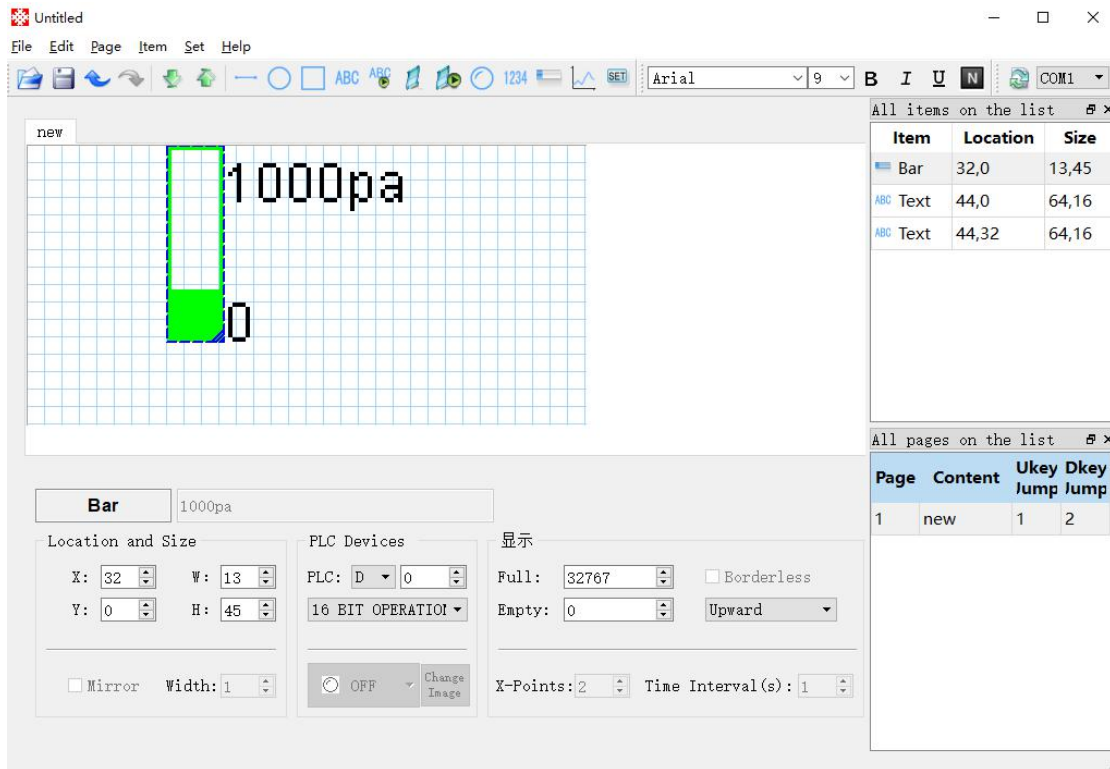 Untitled
File Edit Page Item Set Help
ABC ABC 1234 SET Arial 9 B I U N COM1
All items on the list
new
Item Location Size
Bar 32,0 13,45
ABC Text 44,0 64,16
ABC Text 44,32 64,16
1000pa
0
All pages on the list
Page Content Ukey Jump Dkey Jump
1 new 1 2
Bar 1000pa
Location and Size
X: 32 W: 13
Y: 0 H: 45
Mirror Width: 1
PLC Devices
PLC: D 0
16 BIT OPERATION
OFF Change Image
显示
Full: 32767 Borderless
Empty: 0 Upward
X-Points: 2 Time Interval(s): 1